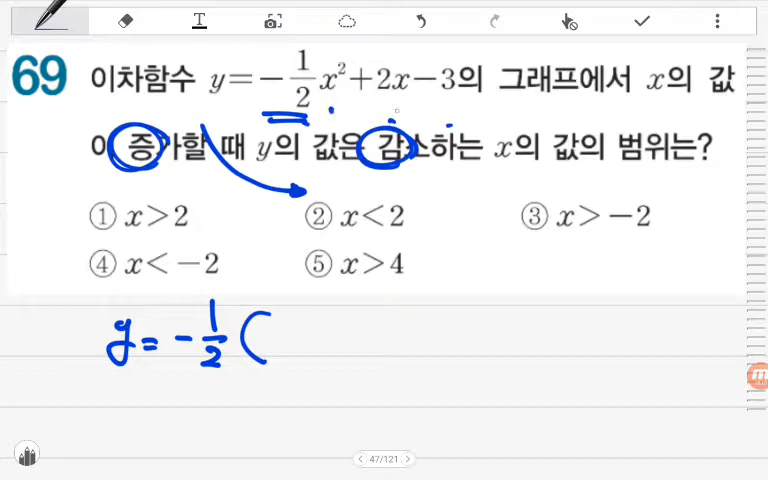 69 이차함수 y=-1/2x²+2x-3의 그래프에서 x의 값
이 증가할 때 y의 값은 감소하는 x의 값의 범위는?
① x>2 ② x<2 ③ x>-2
④ x<-2 ⑤ x>4
y=-1/2(
47/121